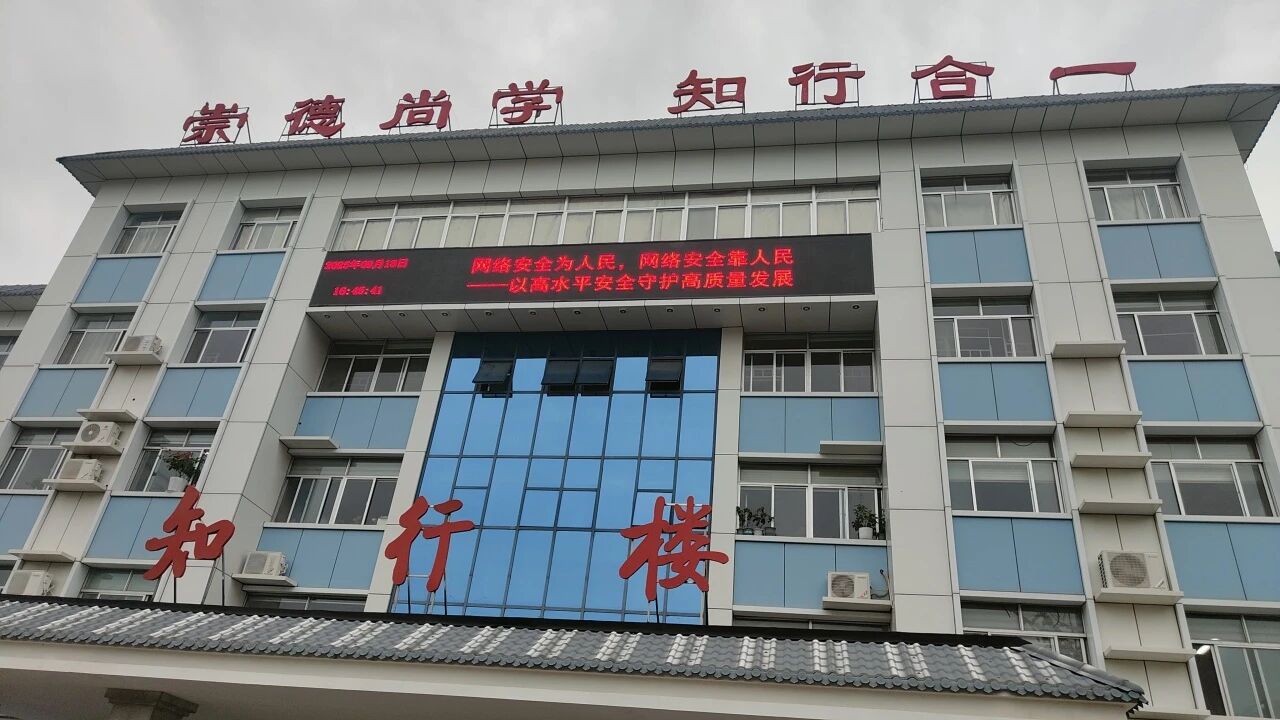 崇德尚学 知行合一
网络安全为人民，网络安全靠人民
——以高水平安全守护高质量发展
16:46:41
知行楼